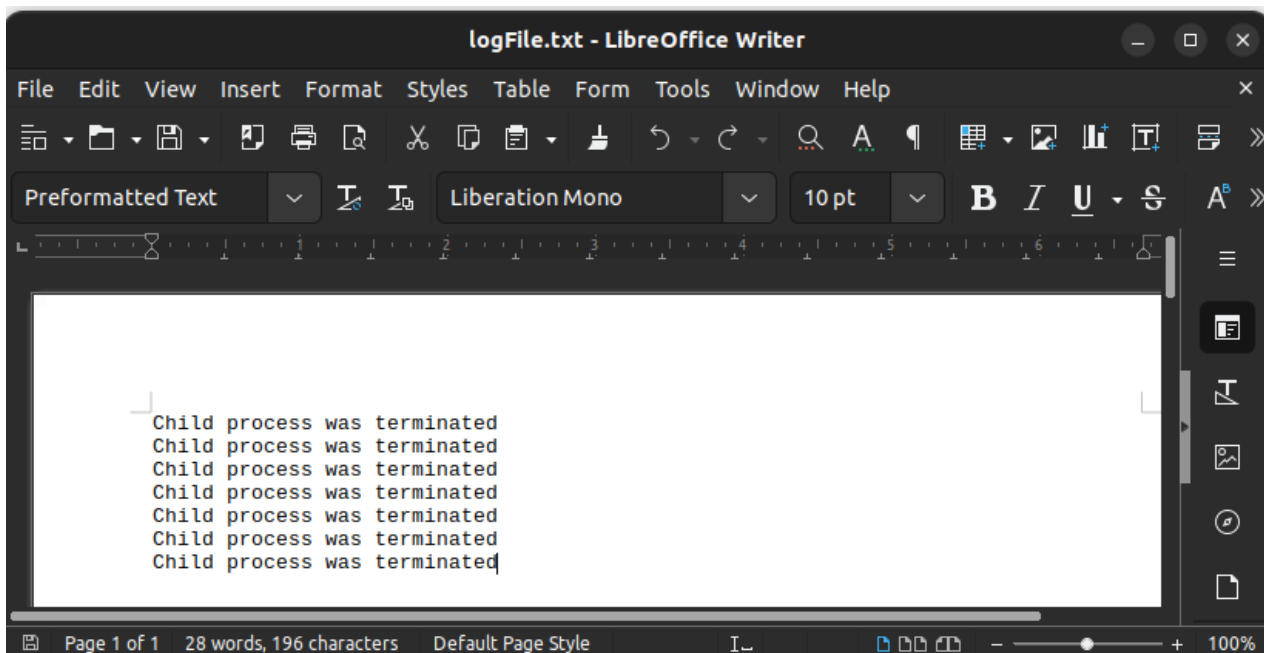 logFile.txt - LibreOffice Writer
File Edit View Insert Format Styles Table Form Tools Window Help
Preformatted Text Liberation Mono 10 pt B I U S A
1 2 3 4 5 6
Child process was terminated
Child process was terminated
Child process was terminated
Child process was terminated
Child process was terminated
Child process was terminated
Child process was terminated
Page 1 of 1 28 words, 196 characters Default Page Style 100%